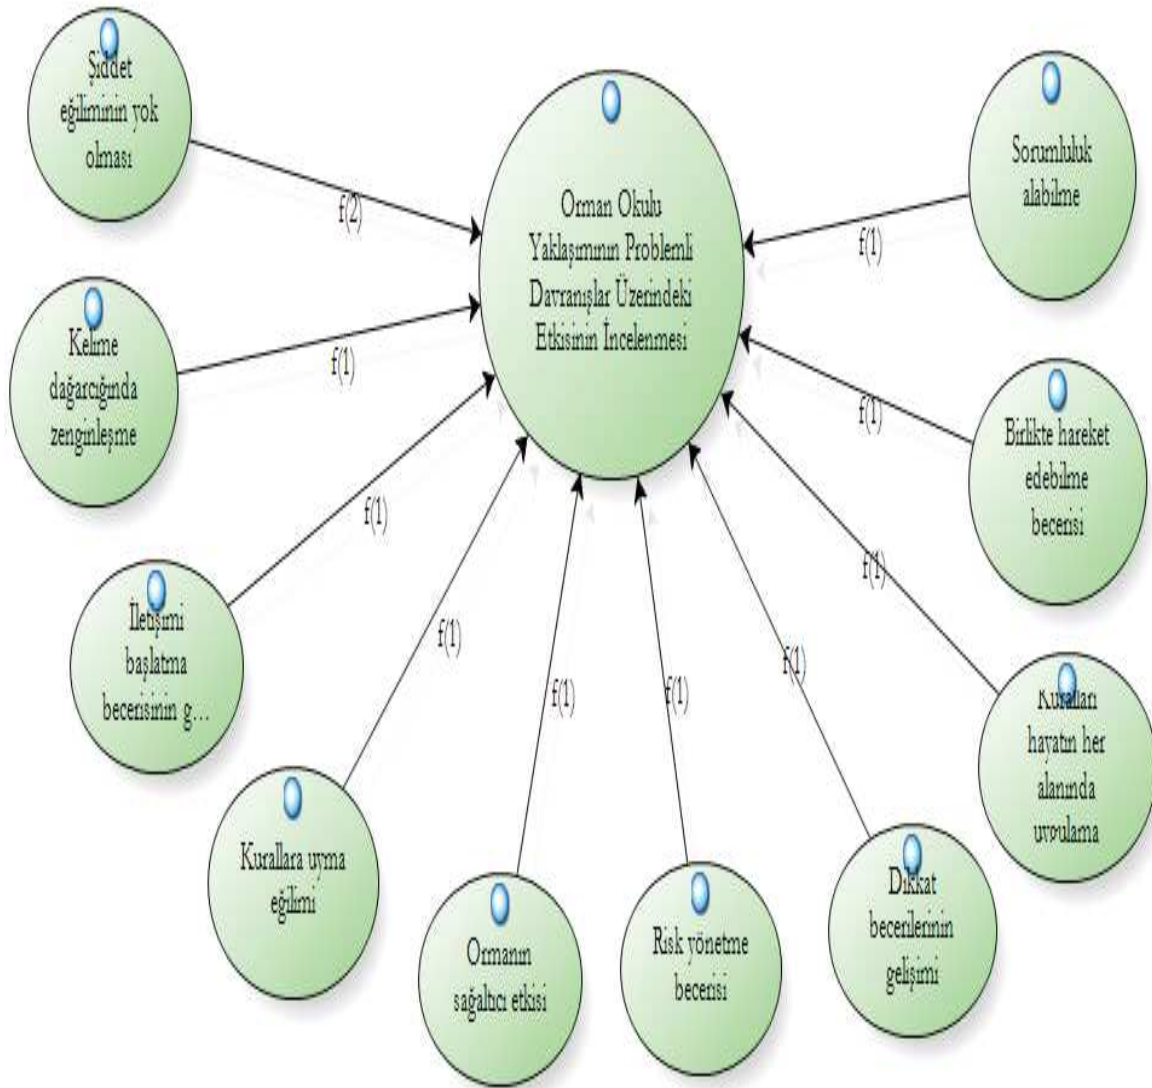 Şiddet
eğiliminin yok
olması
f(2)
Kelime
dağarcığında
zenginleşme
f(1)
İletişimi
başlatma
becerisinin g...
f(1)
Kurallara uyma
eğilimi
f(1)
Ormanın
sağaltıcı etkisi
f(1)
Risk yönetme
becerisi
f(1)
Dikkat
becerilerinin
gelişimi
f(1)
Kuralları
hayatın her
alanında
uygulama
f(1)
Birlikte hareket
edebilme
becerisi
f(1)
Sorumluluk
alabilme
f(1)
Orman Okulu
Yaklaşımının Problemli
Davranışlar Üzerindeki
Etkisinin İncelenmesi